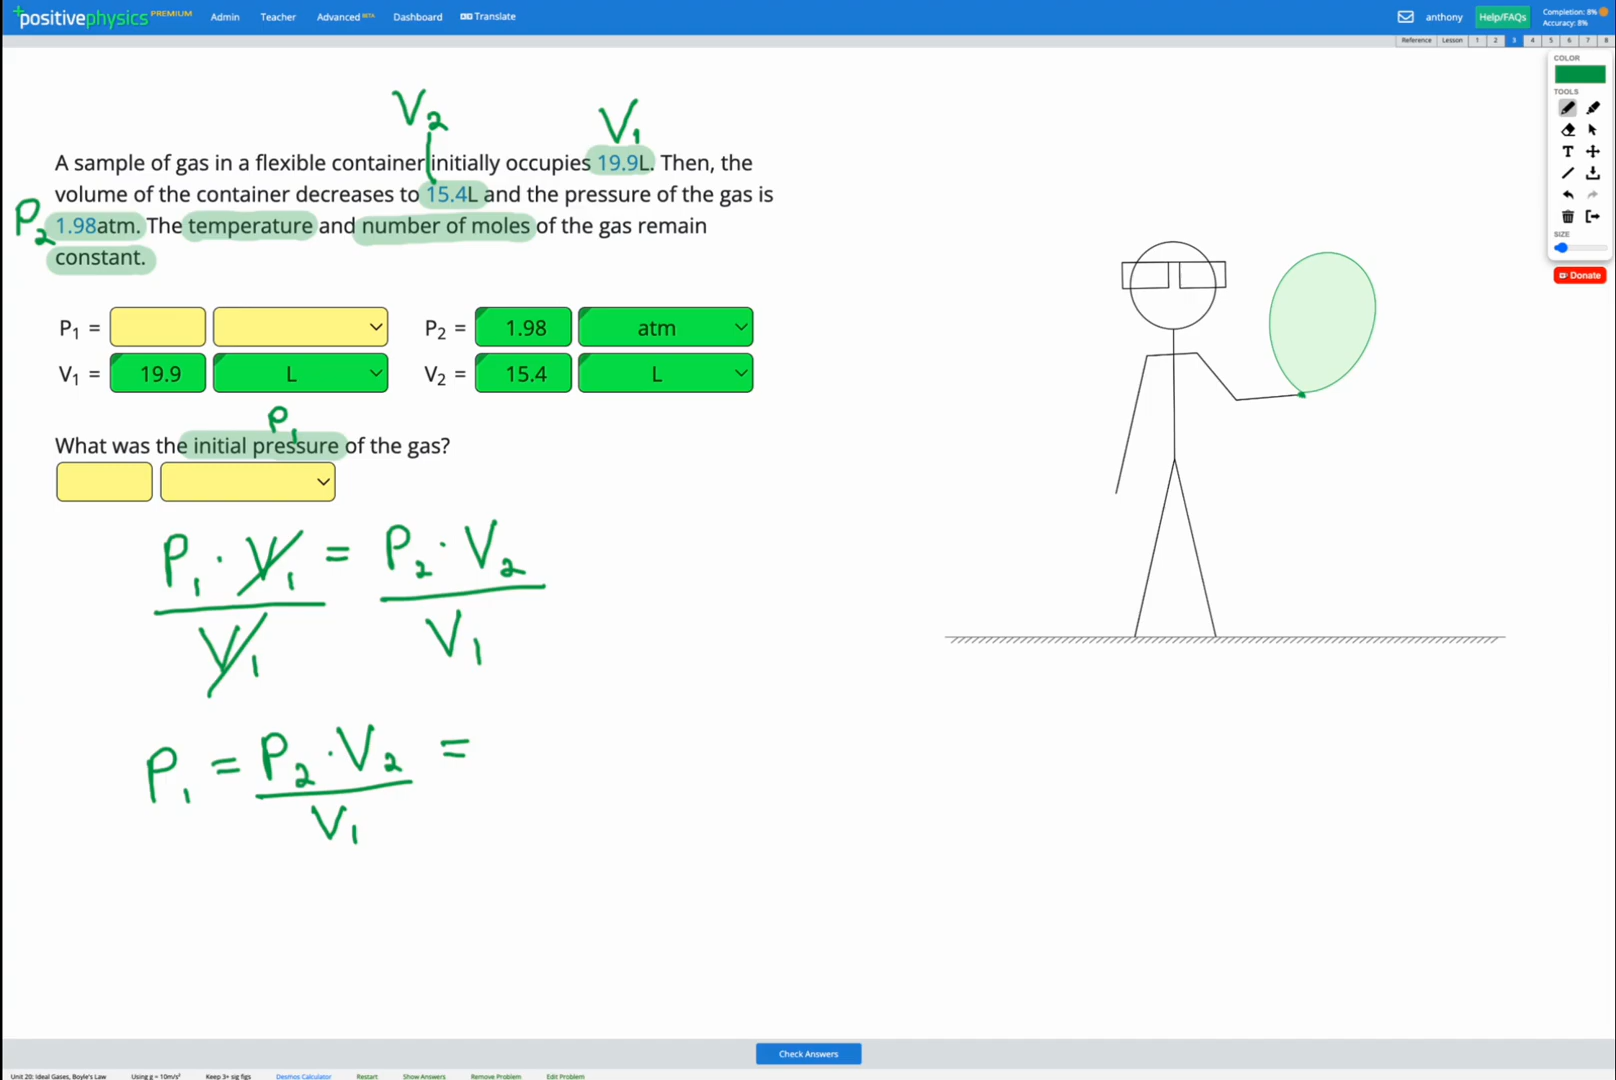 positivephysics PREMIUM Admin Teacher Advanced BETA Dashboard Translate anthony Help/FAQs Completion: 8%
Accuracy: 8%
Reference Lesson 1 2 3 4 5 6 7 8
COLOR
TOOLS
T
SIZE
Donate
V₂ V₁
A sample of gas in a flexible container initially occupies 19.9L. Then, the
volume of the container decreases to 15.4L and the pressure of the gas is
P₂ 1.98atm. The temperature and number of moles of the gas remain
constant.
P₁ = P₂ = 1.98 atm
V₁ = 19.9 L V₂ = 15.4 L
P₁
What was the initial pressure of the gas?
P₁ · V₁ = P₂ · V₂
V₁ V₁
P₁ = P₂ · V₂ =
V₁
Check Answers
Unit 20: Ideal Gases, Boyle's Law Using g = 10m/s² Keep 3+ sig figs Desmos Calculator Restart Show Answers Remove Problem Edit Problem